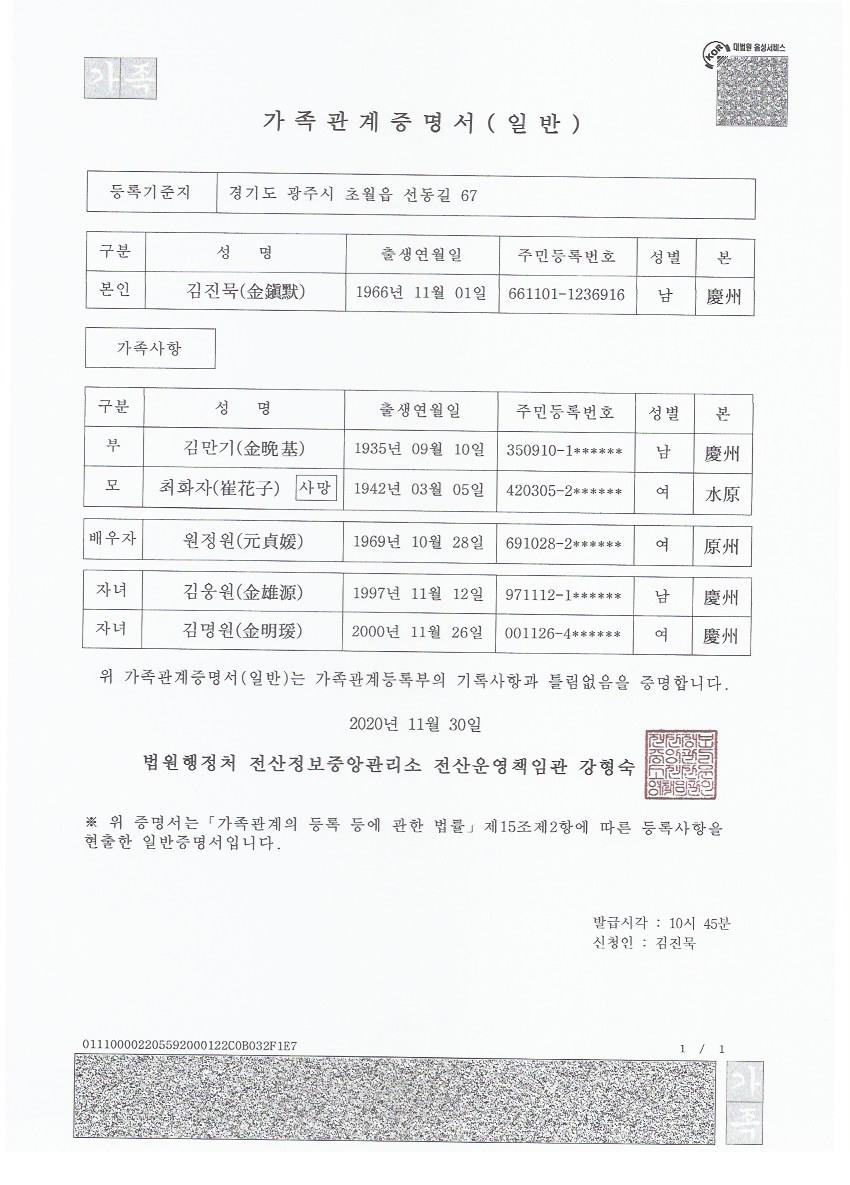 가족
KOR 대법원 음성서비스
가족관계증명서(일반)
등록기준지 경기도 광주시 초월읍 선동길 67
구분 성 명 출생연월일 주민등록번호 성별 본
본인 김진묵(金鎭默) 1966년 11월 01일 661101-1236916 남 慶州
가족사항
구분 성 명 출생연월일 주민등록번호 성별 본
부 김만기(金晩基) 1935년 09월 10일 350910-1****** 남 慶州
모 최화자(崔花子) 사망 1942년 03월 05일 420305-2****** 여 水原
배우자 원정원(元貞媛) 1969년 10월 28일 691028-2****** 여 原州
자녀 김웅원(金雄源) 1997년 11월 12일 971112-1****** 남 慶州
자녀 김명원(金明瑗) 2000년 11월 26일 001126-4****** 여 慶州
위 가족관계증명서(일반)는 가족관계등록부의 기록사항과 틀림없음을 증명합니다.
2020년 11월 30일
법원행정처 전산정보중앙관리소 전산운영책임관 강형숙
※ 위 증명서는「가족관계의 등록 등에 관한 법률」제15조제2항에 따른 등록사항을
현출한 일반증명서입니다.
발급시각 : 10시 45분
신청인 : 김진묵
01110000220559200012​2C0B032F1E7
1 / 1
가
족